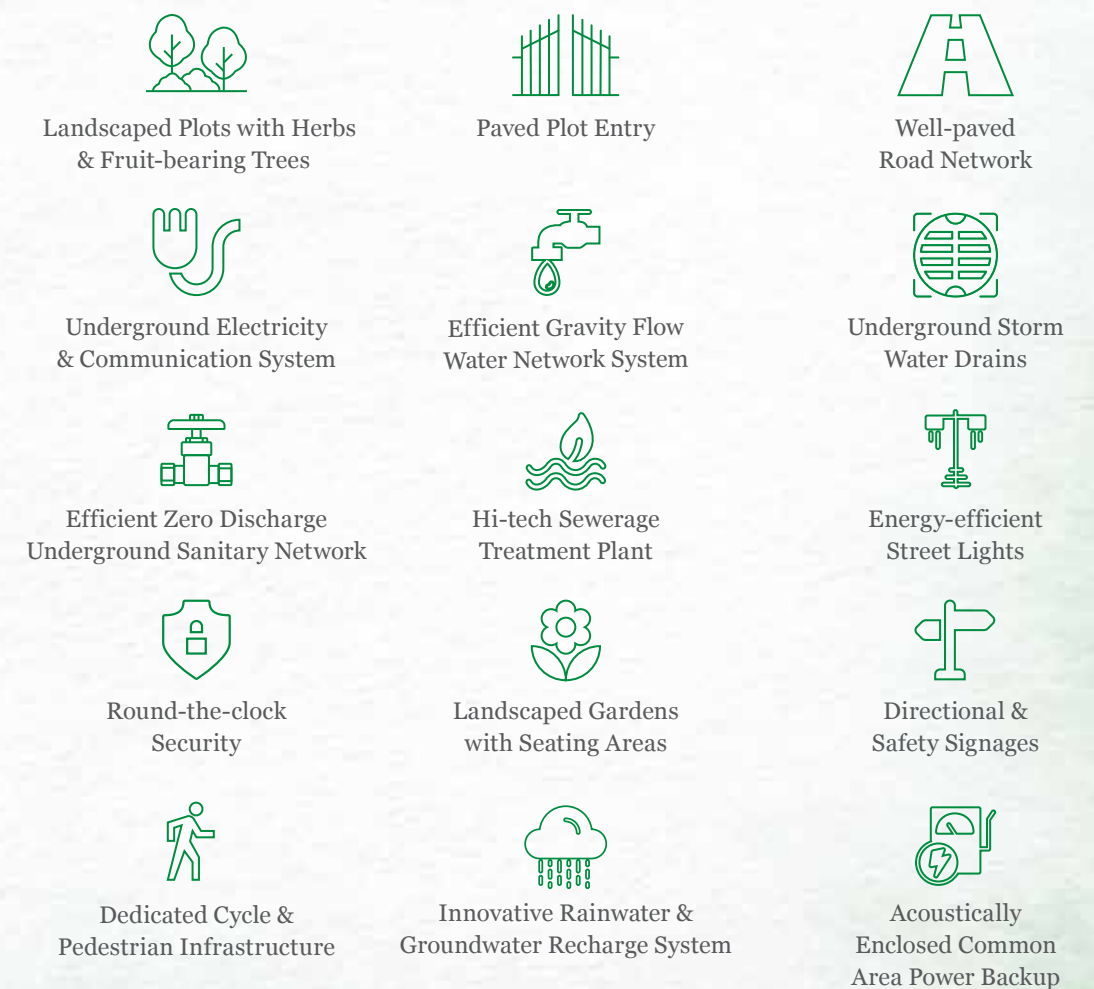 Landscaped Plots with Herbs
& Fruit-bearing Trees
Paved Plot Entry
Well-paved
Road Network
Underground Electricity
& Communication System
Efficient Gravity Flow
Water Network System
Underground Storm
Water Drains
Efficient Zero Discharge
Underground Sanitary Network
Hi-tech Sewerage
Treatment Plant
Energy-efficient
Street Lights
Round-the-clock
Security
Landscaped Gardens
with Seating Areas
Directional &
Safety Signages
Dedicated Cycle &
Pedestrian Infrastructure
Innovative Rainwater &
Groundwater Recharge System
Acoustically
Enclosed Common
Area Power Backup